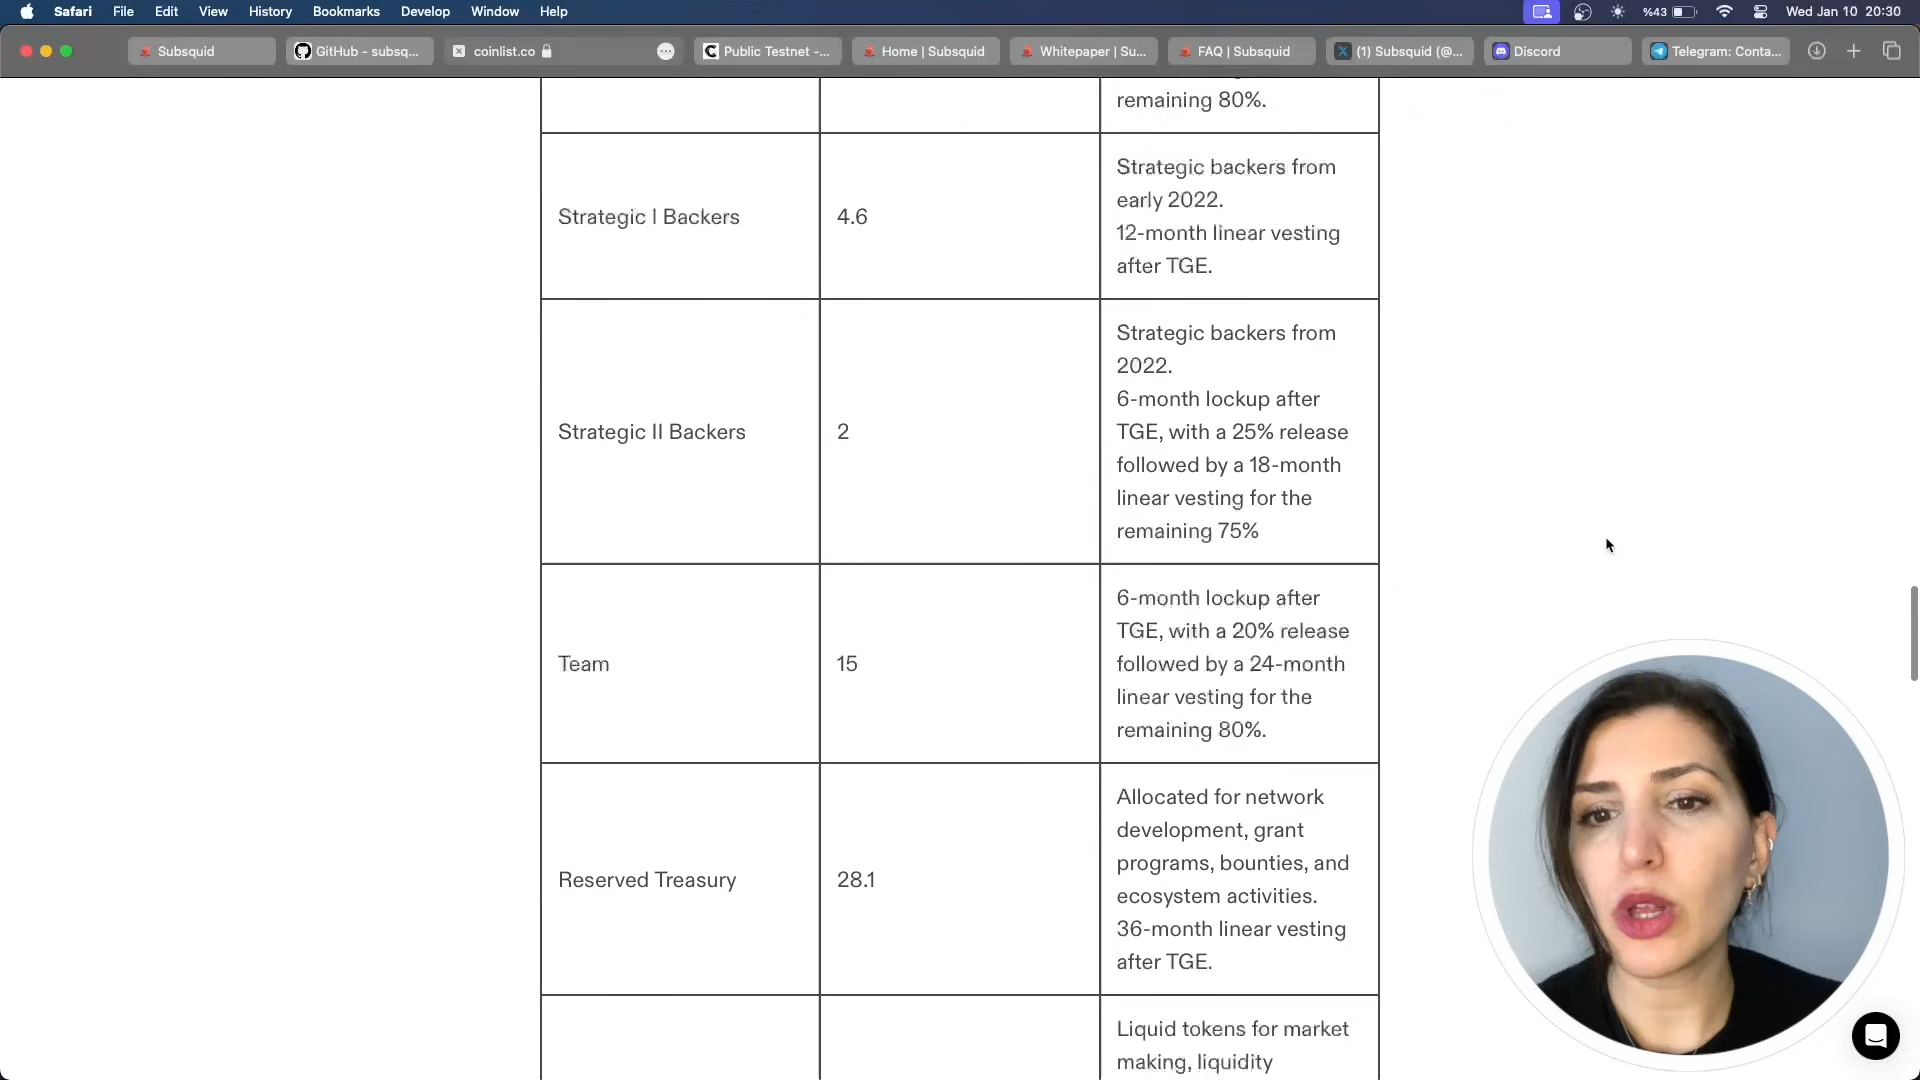 Safari File Edit View History Bookmarks Develop Window Help
%43 Wed Jan 10 20:30
Subsquid
GitHub - subsq...
coinlist.co
Public Testnet -...
Home | Subsquid
Whitepaper | Su...
FAQ | Subsquid
(1) Subsquid (@...
Discord
Telegram: Conta...
remaining 80%.
Strategic I Backers
4.6
Strategic backers from
early 2022.
12-month linear vesting
after TGE.
Strategic II Backers
2
Strategic backers from
2022.
6-month lockup after
TGE, with a 25% release
followed by a 18-month
linear vesting for the
remaining 75%
Team
15
6-month lockup after
TGE, with a 20% release
followed by a 24-month
linear vesting for the
remaining 80%.
Reserved Treasury
28.1
Allocated for network
development, grant
programs, bounties, and
ecosystem activities.
36-month linear vesting
after TGE.
Liquid tokens for market
making, liquidity